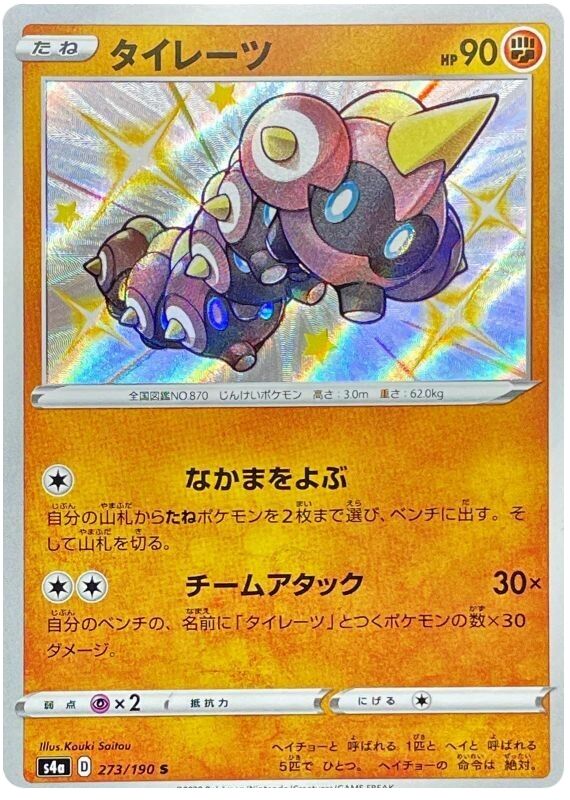 たね タイレーツ HP 90
全国図鑑NO.870 じんけいポケモン 高さ:3.0m 重さ:62.0kg
なかまをよぶ
自分の山札からたねポケモンを2枚まで選び、ベンチに出す。そ
して山札を切る。
チームアタック 30×
自分のベンチの、名前に「タイレーツ」とつくポケモンの数×30
ダメージ。
弱点 ×2 抵抗力 にげる
Illus.Kouki Saitou
s4a D 273/190 S
ヘイチョーと 呼ばれる 1匹と、ヘイと 呼ばれる
5匹で ひとつ。 ヘイチョーの 命令は 絶対。